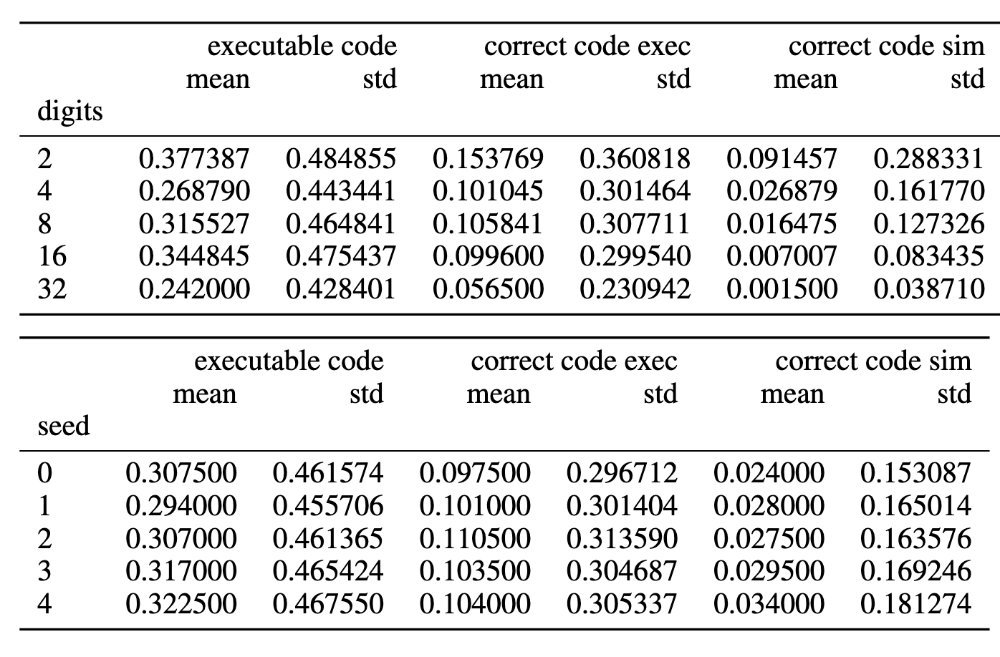 executable code correct code exec correct code sim
mean std mean std mean std
digits
2 0.377387 0.484855 0.153769 0.360818 0.091457 0.288331
4 0.268790 0.443441 0.101045 0.301464 0.026879 0.161770
8 0.315527 0.464841 0.105841 0.307711 0.016475 0.127326
16 0.344845 0.475437 0.099600 0.299540 0.007007 0.083435
32 0.242000 0.428401 0.056500 0.230942 0.001500 0.038710
executable code correct code exec correct code sim
mean std mean std mean std
seed
0 0.307500 0.461574 0.097500 0.296712 0.024000 0.153087
1 0.294000 0.455706 0.101000 0.301404 0.028000 0.165014
2 0.307000 0.461365 0.110500 0.313590 0.027500 0.163576
3 0.317000 0.465424 0.103500 0.304687 0.029500 0.169246
4 0.322500 0.467550 0.104000 0.305337 0.034000 0.181274